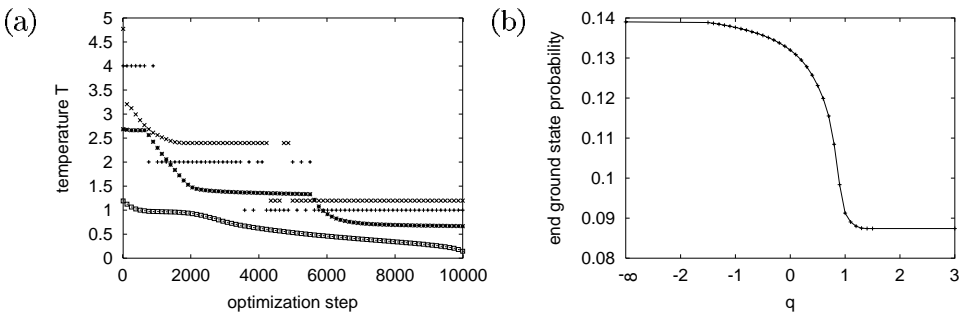 (a)
temperature T
5
4.5
4
3.5
3
2.5
2
1.5
1
0.5
0
0 2000 4000 6000 8000 10000
optimization step
(b)
end ground state probability
0.14
0.13
0.12
0.11
0.1
0.09
0.08
-∞ -2 -1 0 1 2 3
q